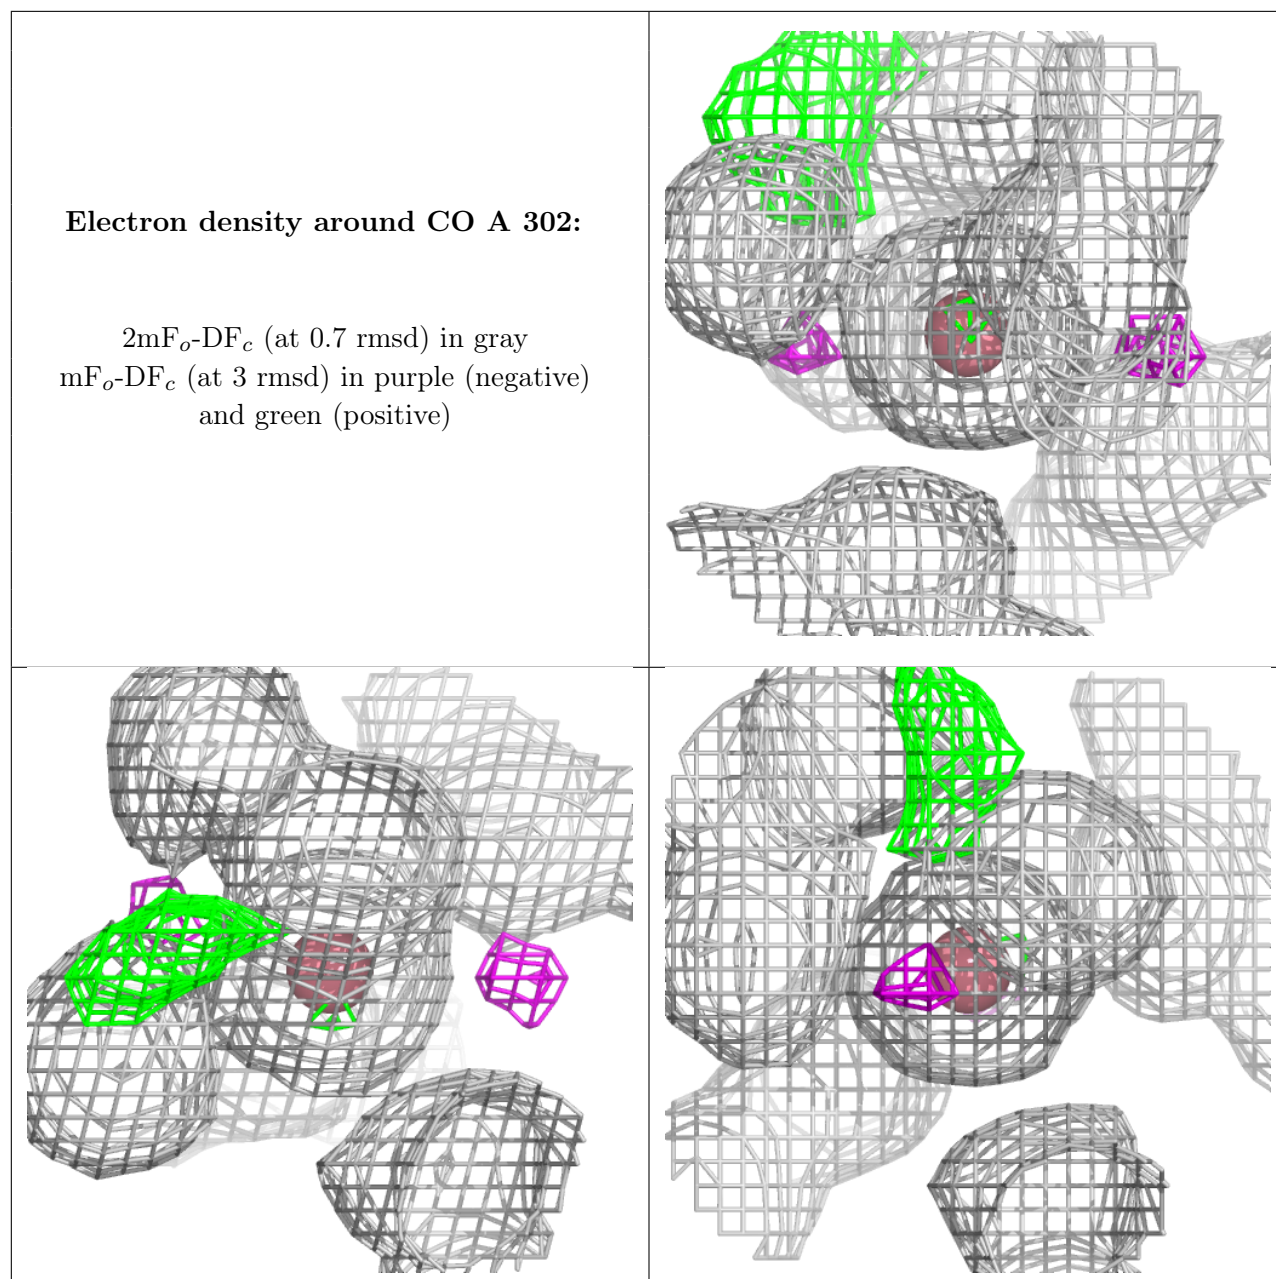 Electron density around CO A 302:
2mFo-DFc (at 0.7 rmsd) in gray
mFo-DFc (at 3 rmsd) in purple (negative)
and green (positive)